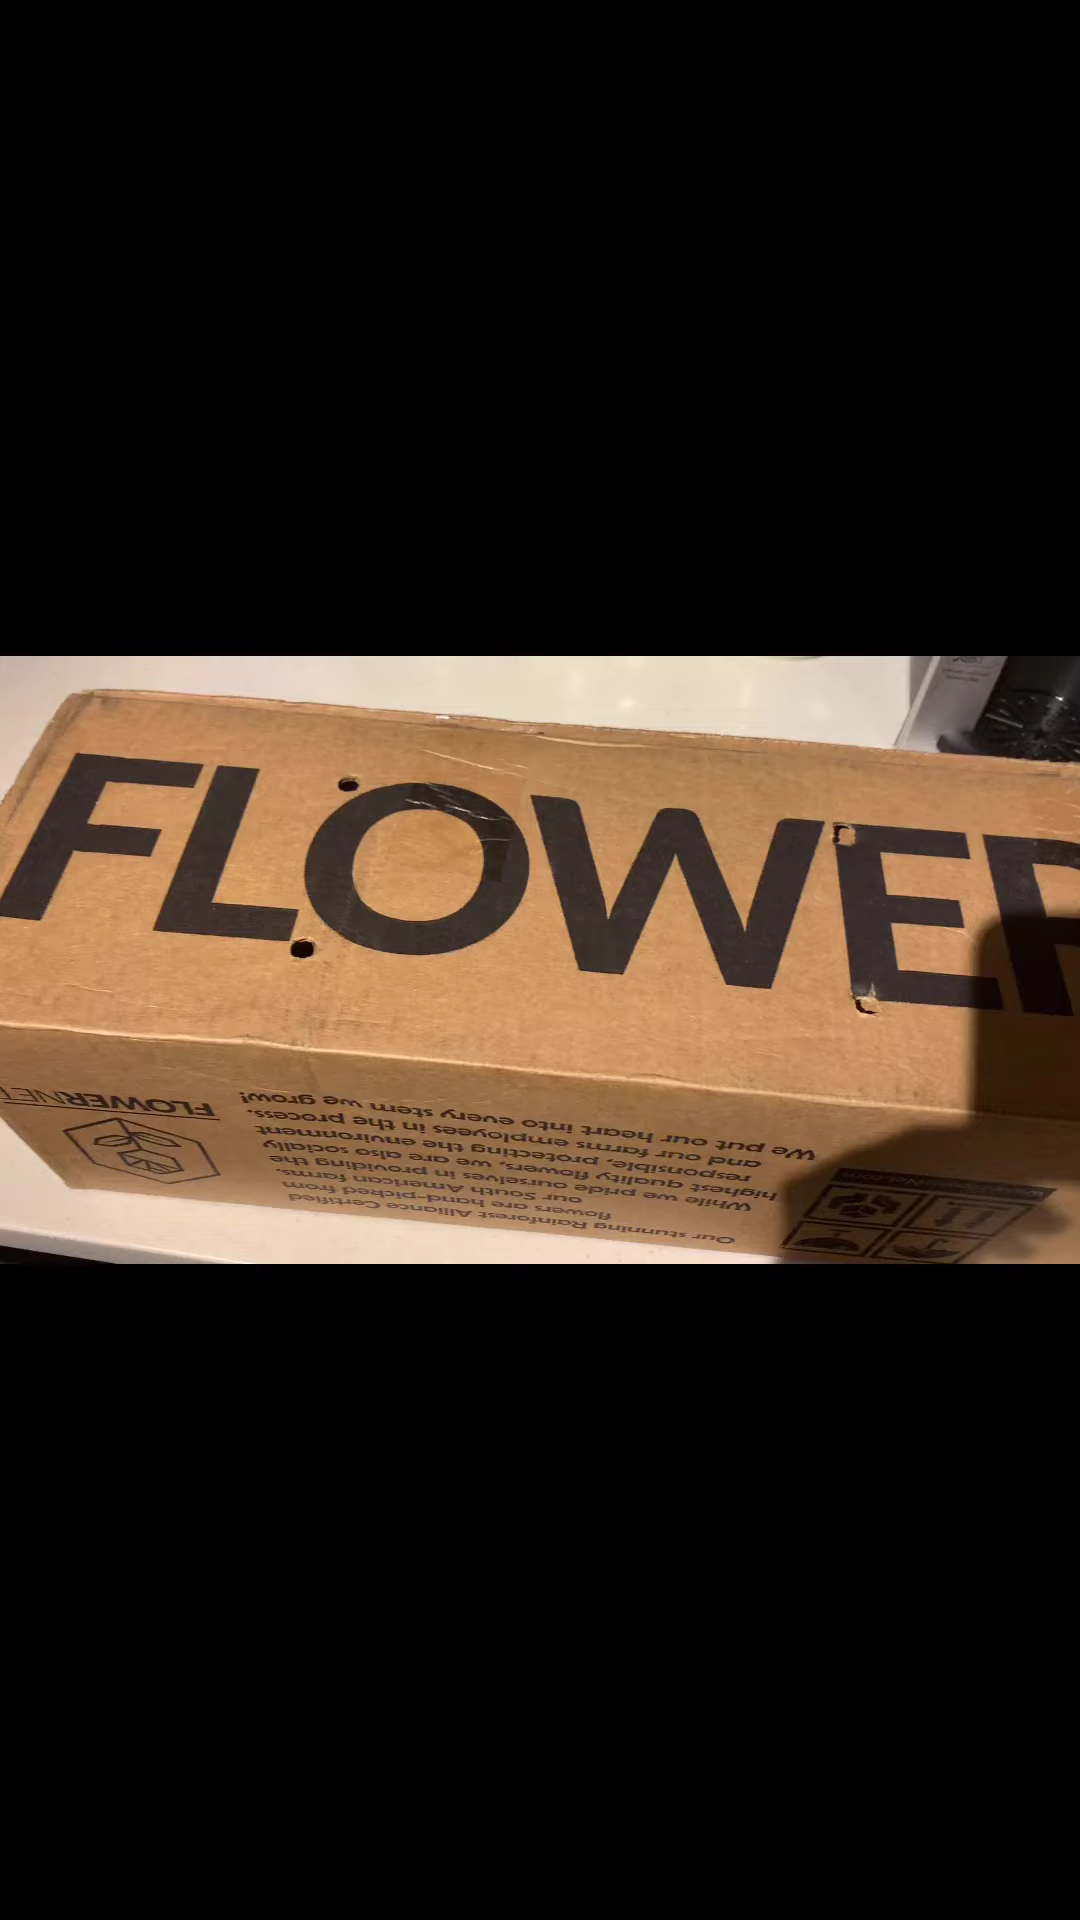 FLOWER
FLOWERNET
Our stunning Rainforest Alliance Certified
flowers are hand-picked from
our South American farms.
While we pride ourselves in providing the
highest quality flowers, we are also socially
responsible, protecting the environment
and our farms employees in the process.
We put our heart into every stem we grow!